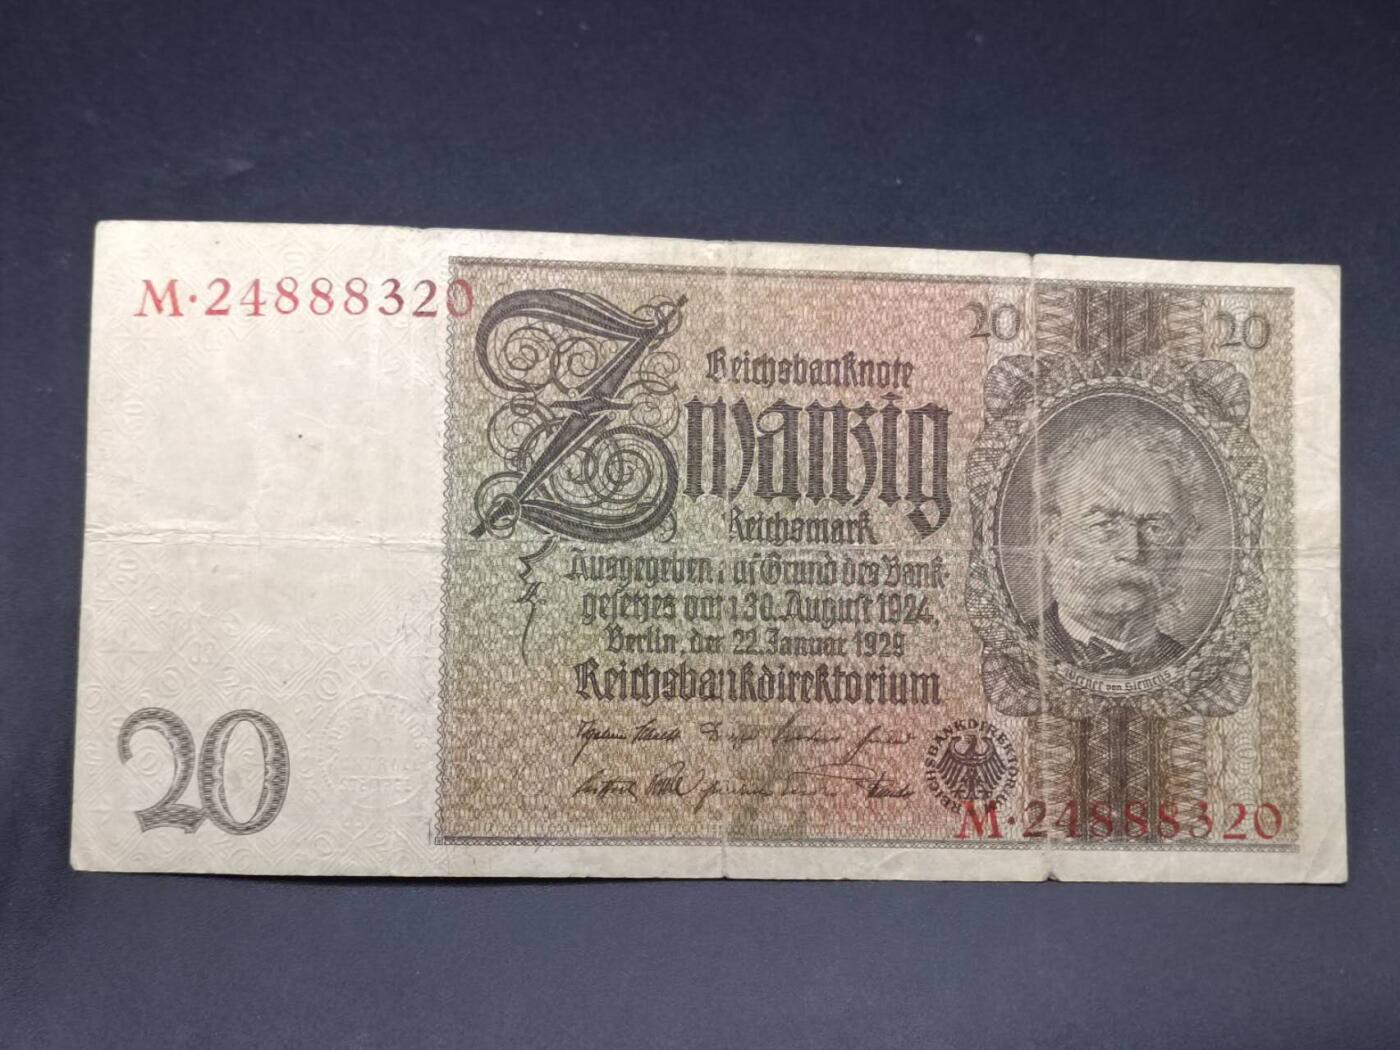 M·24888320
20
20
Reichsbanknote
Zwanzig
Reichsmark
Ausgegeben auf Grund des Bank-
gesetzes vom 30. August 1924.
Berlin, den 22. Januar 1929
Reichsbankdirektorium
Werner von Siemens
REICHSBANKDIREKTORIUM
20
M·24888320